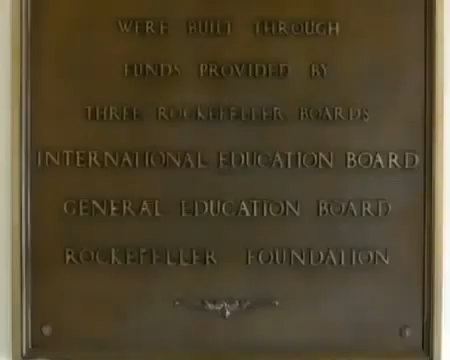 WERE BUILT THROUGH
FUNDS PROVIDED BY
THREE ROCKEFELLER BOARDS
INTERNATIONAL EDUCATION BOARD
GENERAL EDUCATION BOARD
ROCKEFELLER FOUNDATION